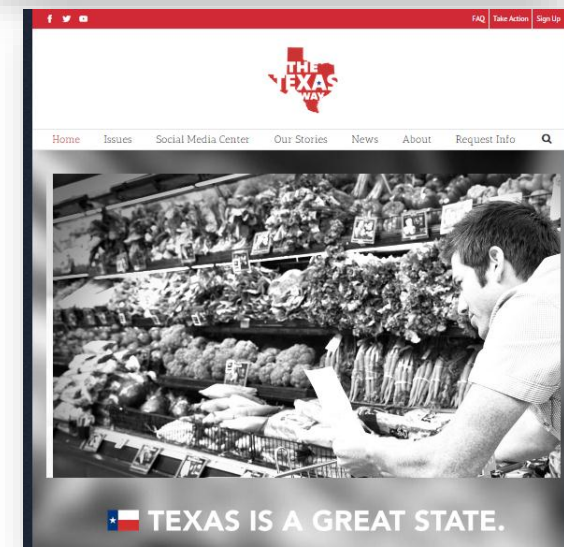 FAQ Take Action Sign Up
THE
TEXAS
WAY
Home Issues Social Media Center Our Stories News About Request Info
TEXAS IS A GREAT STATE.